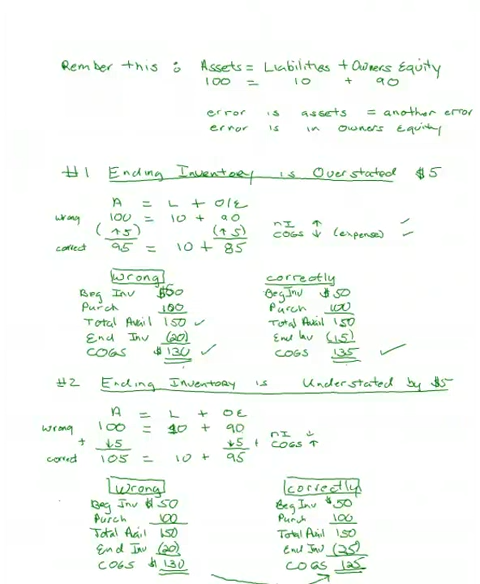 Rember this: Assets = Liabilities + Owners Equity
100 = 10 + 90
error is assets = another error
error is in owners Equity
#1 Ending Inventory is Overstated $5
A = L + O/E
wrong 100 = 10 + 90 nI ↑ ✓
(↑5) (↑5) COGS ↓ (expense) ✓
correct 95 = 10 + 85
Wrong correctly
Beg Inv $50 Beg Inv $50
Purch 100 Purch 100
Total Avail 150 ✓ Total Avail 150
End Inv (20) End Inv (15)
COGS $130 ✓ COGS 135 ✓
#2 Ending Inventory is Understated by $5
A = L + OE
wrong 100 = 10 + 90 nI ↓
+ ↓5 ↓5 + COGS ↑
correct 105 = 10 + 95
Wrong correctly
Beg Inv $50 Beg Inv $50
Purch 100 Purch 100
Total Avail 150 Total Avail 150
End Inv (20) End Inv (25)
COGS $130 COGS 125